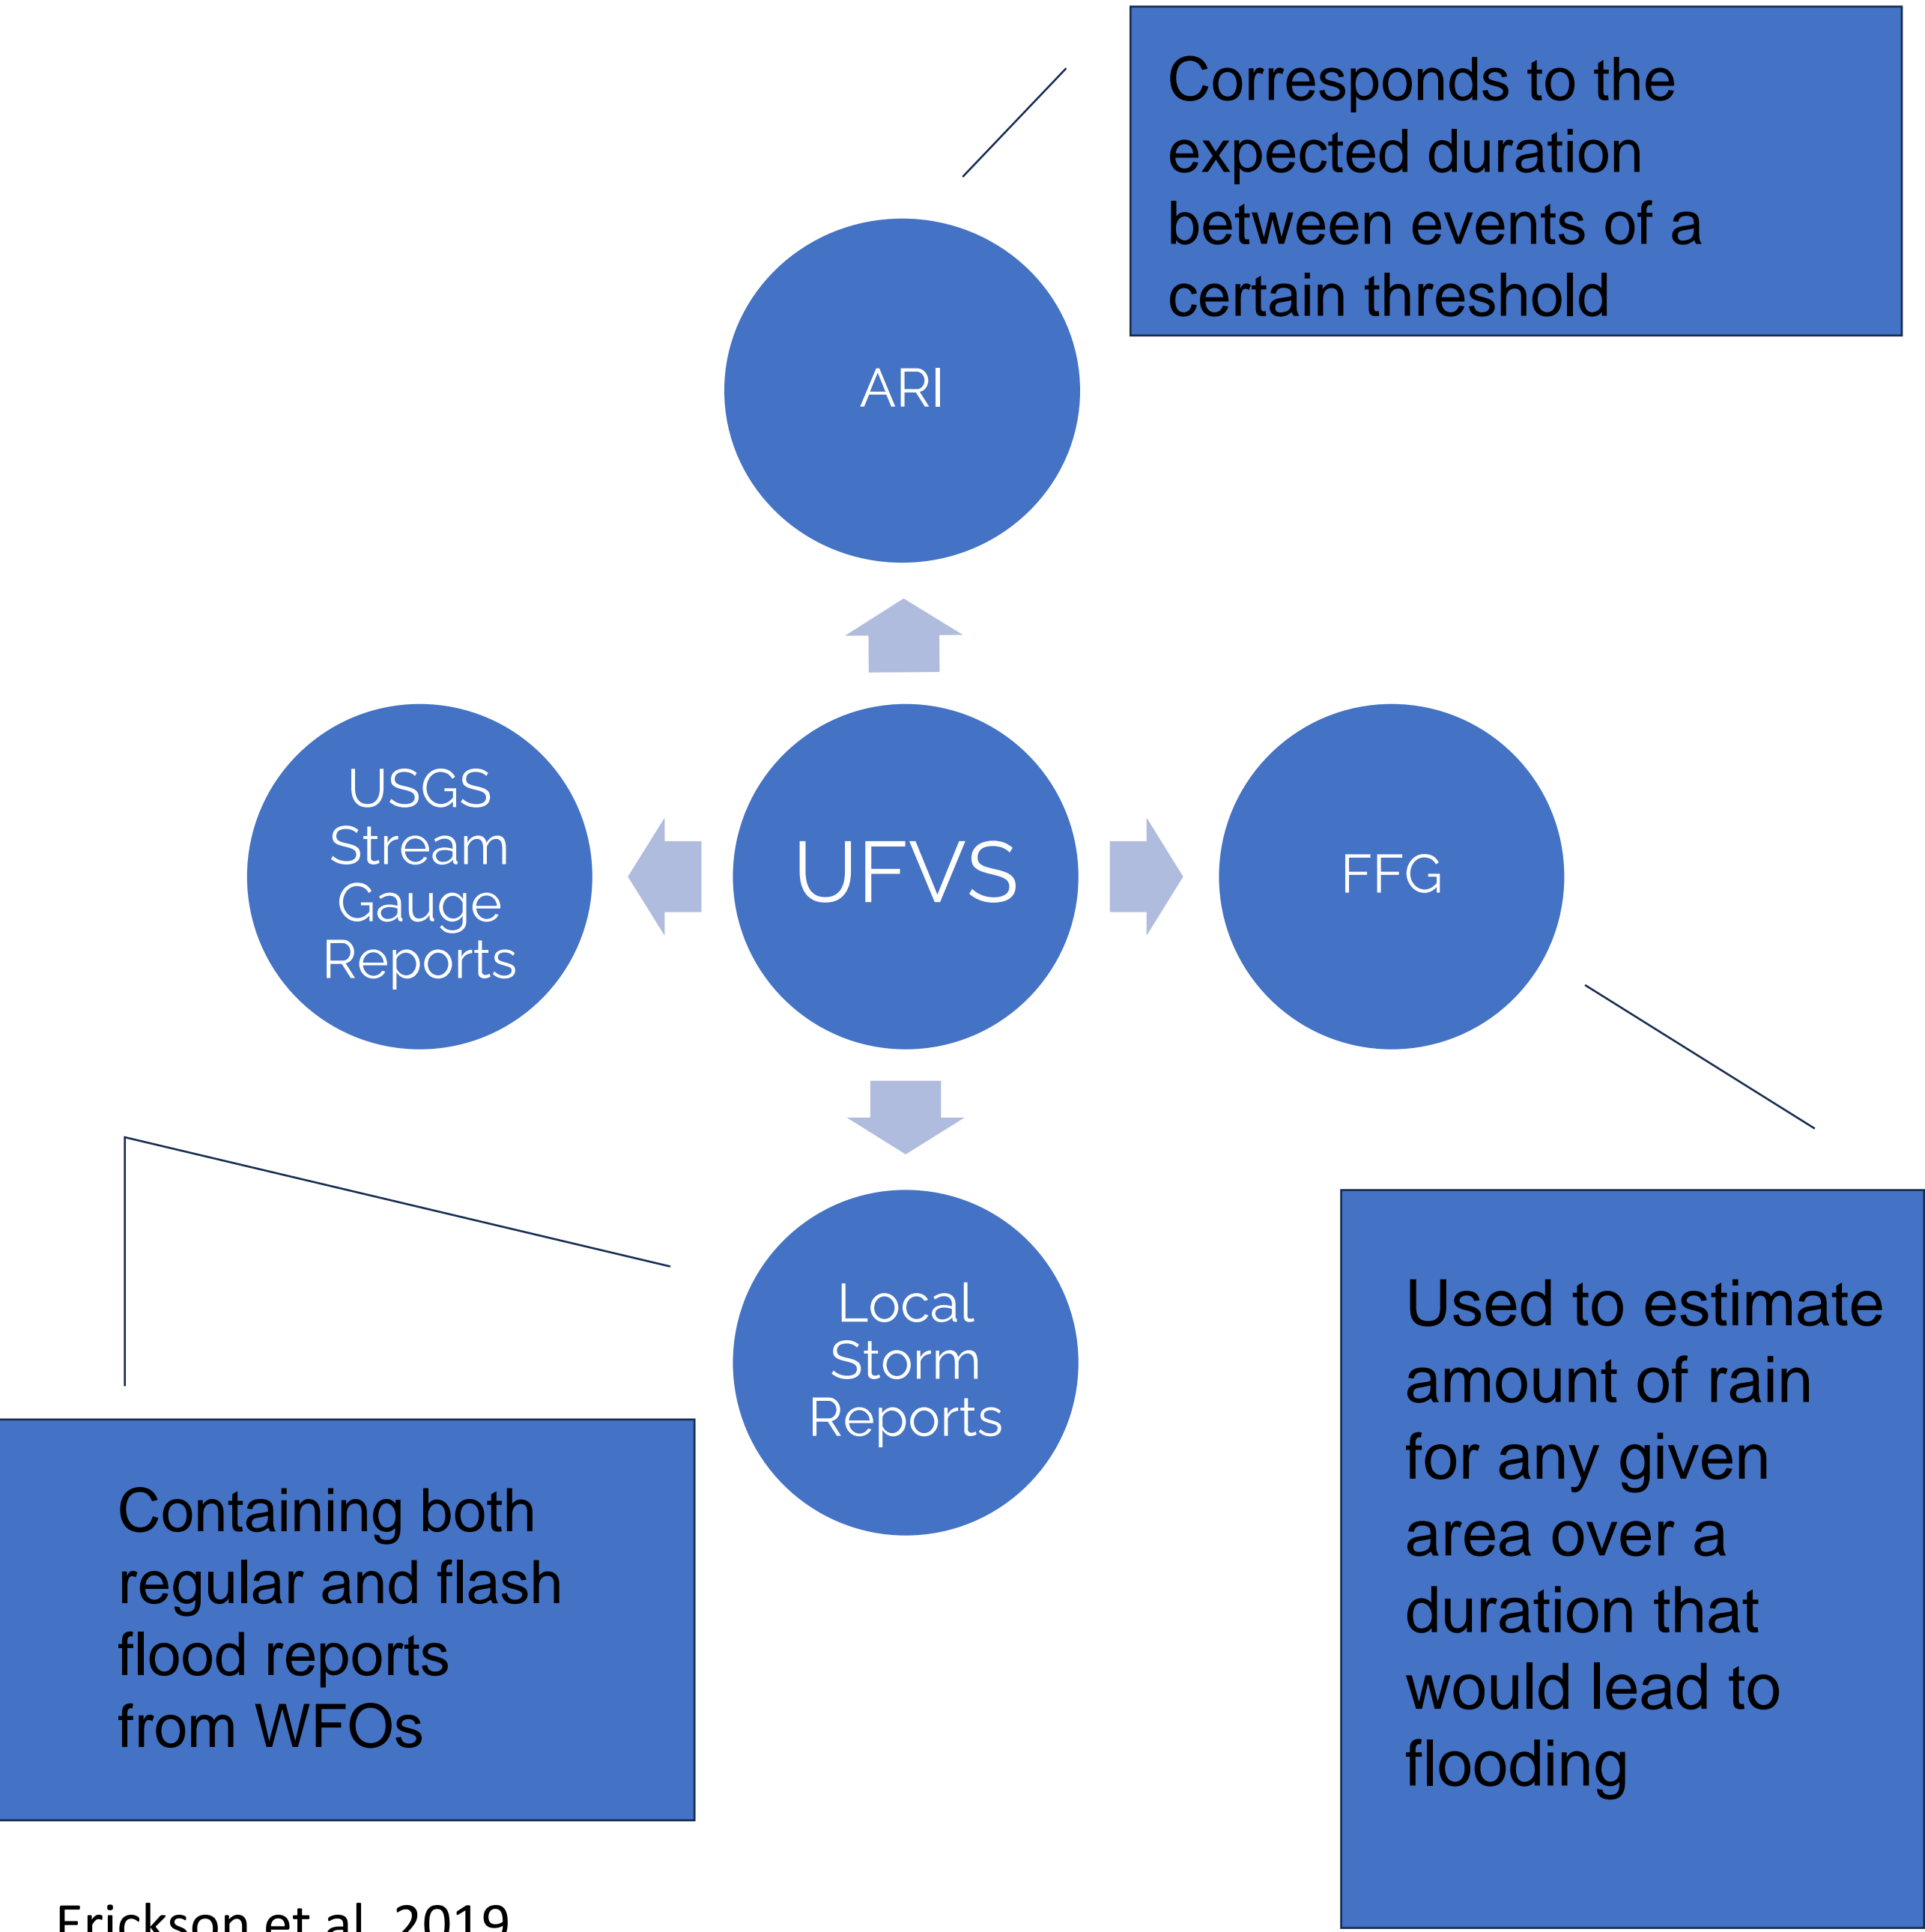 Corresponds to the
expected duration
between events of a
certain threshold
ARI
USGS
Stream
Gauge
Reports
UFVS
FFG
Local
Storm
Reports
Containing both
regular and flash
flood reports
from WFOs
Used to estimate
amount of rain
for any given
area over a
duration that
would lead to
flooding
Erickson et al. 2019